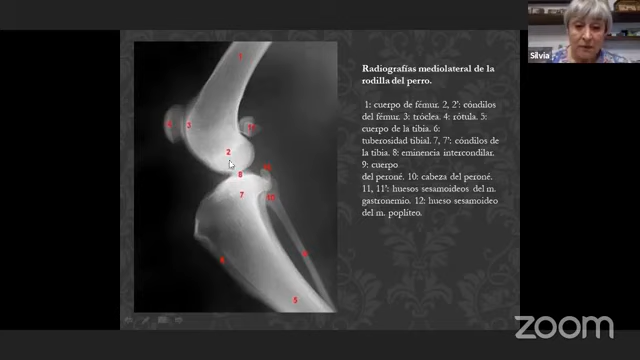 Radiografías mediolateral de la
rodilla del perro.
1: cuerpo de fémur. 2, 2': cóndilos
del fémur. 3: tróclea. 4: rótula. 5:
cuerpo de la tibia. 6:
tuberosidad tibial. 7, 7': cóndilos de
la tibia. 8: eminencia intercondilar.
9: cuerpo
del peroné. 10: cabeza del peroné.
11, 11': huesos sesamoideos del m.
gastronemio. 12: hueso sesamoideo
del m. poplíteo.
1
3
2
8
7
10
6
5
Silvia
zoom